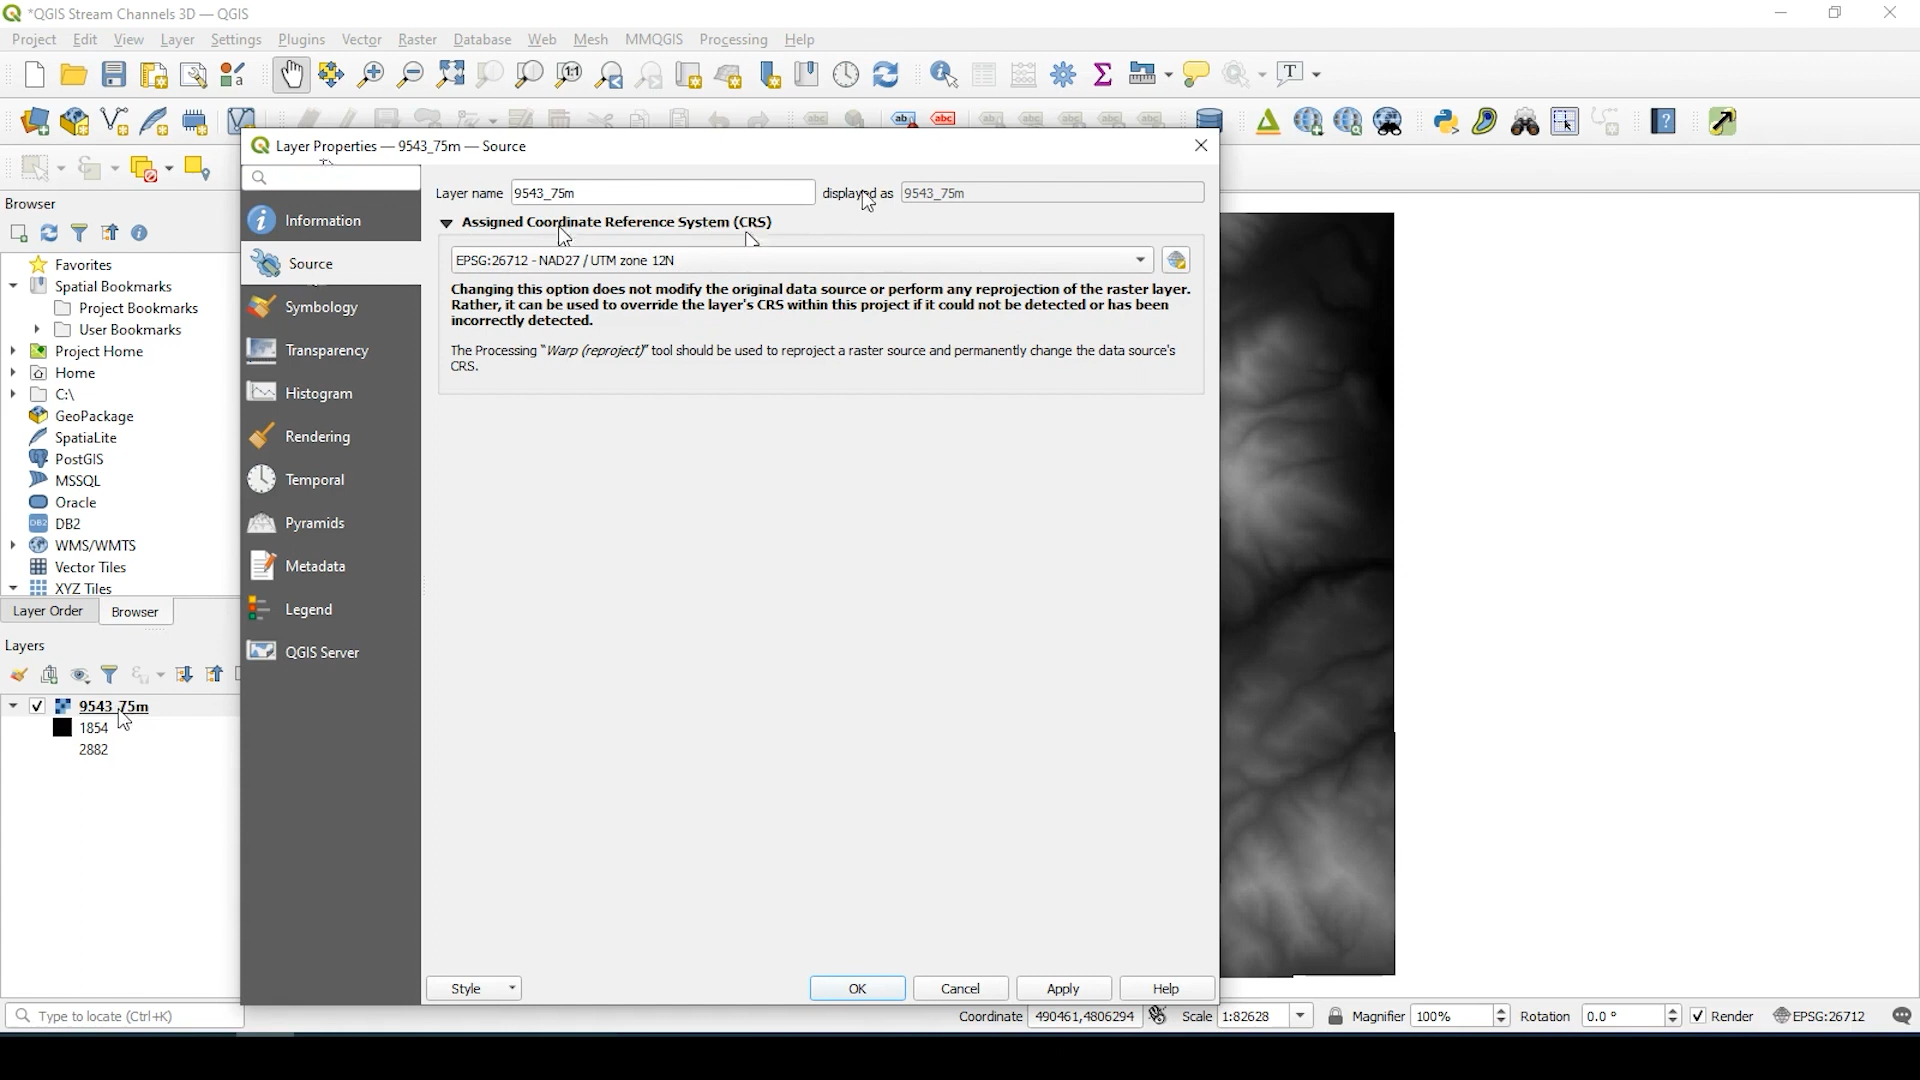 *QGIS Stream Channels 3D — QGIS
Project Edit View Layer Settings Plugins Vector Raster Database Web Mesh MMQGIS Processing Help
Layer Properties — 9543_75m — Source
Layer name 9543_75m displayed as 9543_75m
Assigned Coordinate Reference System (CRS)
EPSG:26712 - NAD27 / UTM zone 12N
Changing this option does not modify the original data source or perform any reprojection of the raster layer.
Rather, it can be used to override the layer's CRS within this project if it could not be detected or has been
incorrectly detected.
The Processing "Warp (reproject)" tool should be used to reproject a raster source and permanently change the data source's
CRS.
Information
Source
Symbology
Transparency
Histogram
Rendering
Temporal
Pyramids
Metadata
Legend
QGIS Server
Style
OK
Cancel
Apply
Help
Browser
Favorites
Spatial Bookmarks
Project Bookmarks
User Bookmarks
Project Home
Home
C:\
GeoPackage
SpatiaLite
PostGIS
MSSQL
Oracle
DB2
WMS/WMTS
Vector Tiles
XYZ Tiles
Layer Order Browser
Layers
9543_75m
1854
2882
Type to locate (Ctrl+K)
Coordinate 490461,4806294 Scale 1:82628 Magnifier 100% Rotation 0.0 ° Render EPSG:26712